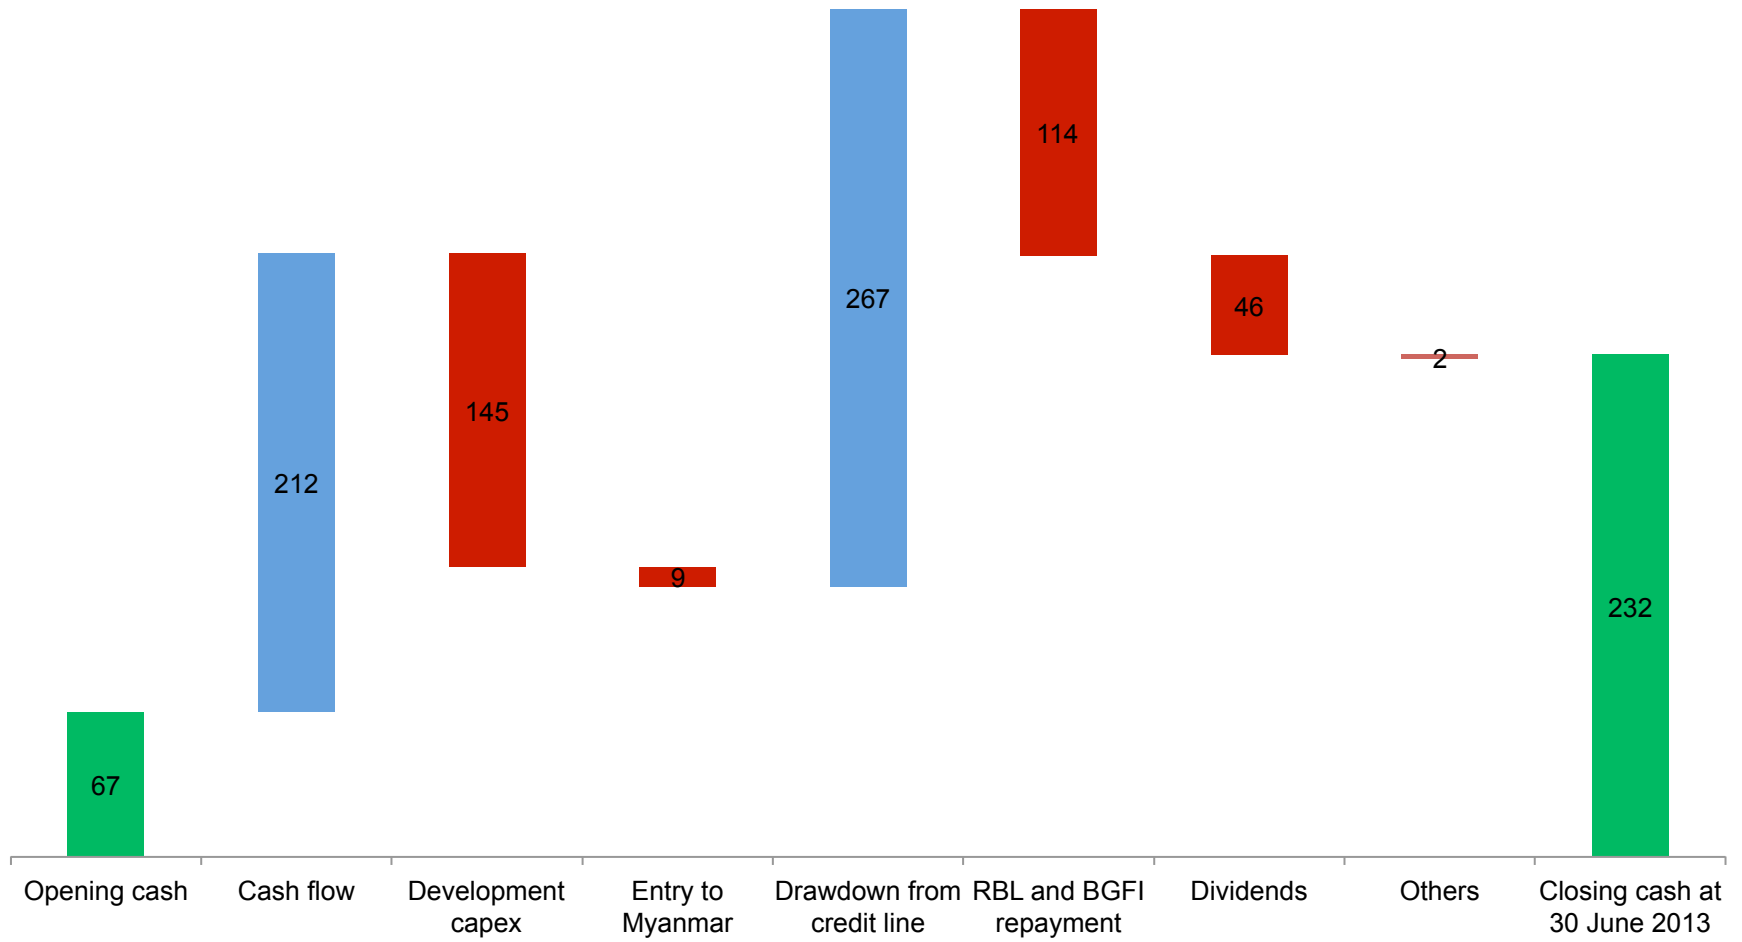 114
267
46
2
145
212
9
232
67
Opening cash
Cash flow
Development
capex
Entry to
Myanmar
Drawdown from
credit line
RBL and BGFI
repayment
Dividends
Others
Closing cash at
30 June 2013